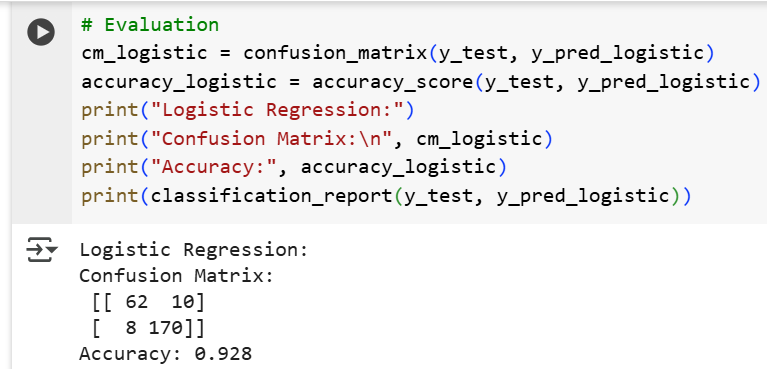 # Evaluation
cm_logistic = confusion_matrix(y_test, y_pred_logistic)
accuracy_logistic = accuracy_score(y_test, y_pred_logistic)
print("Logistic Regression:")
print("Confusion Matrix:\n", cm_logistic)
print("Accuracy:", accuracy_logistic)
print(classification_report(y_test, y_pred_logistic))
Logistic Regression:
Confusion Matrix:
 [[ 62  10]
 [  8 170]]
Accuracy: 0.928